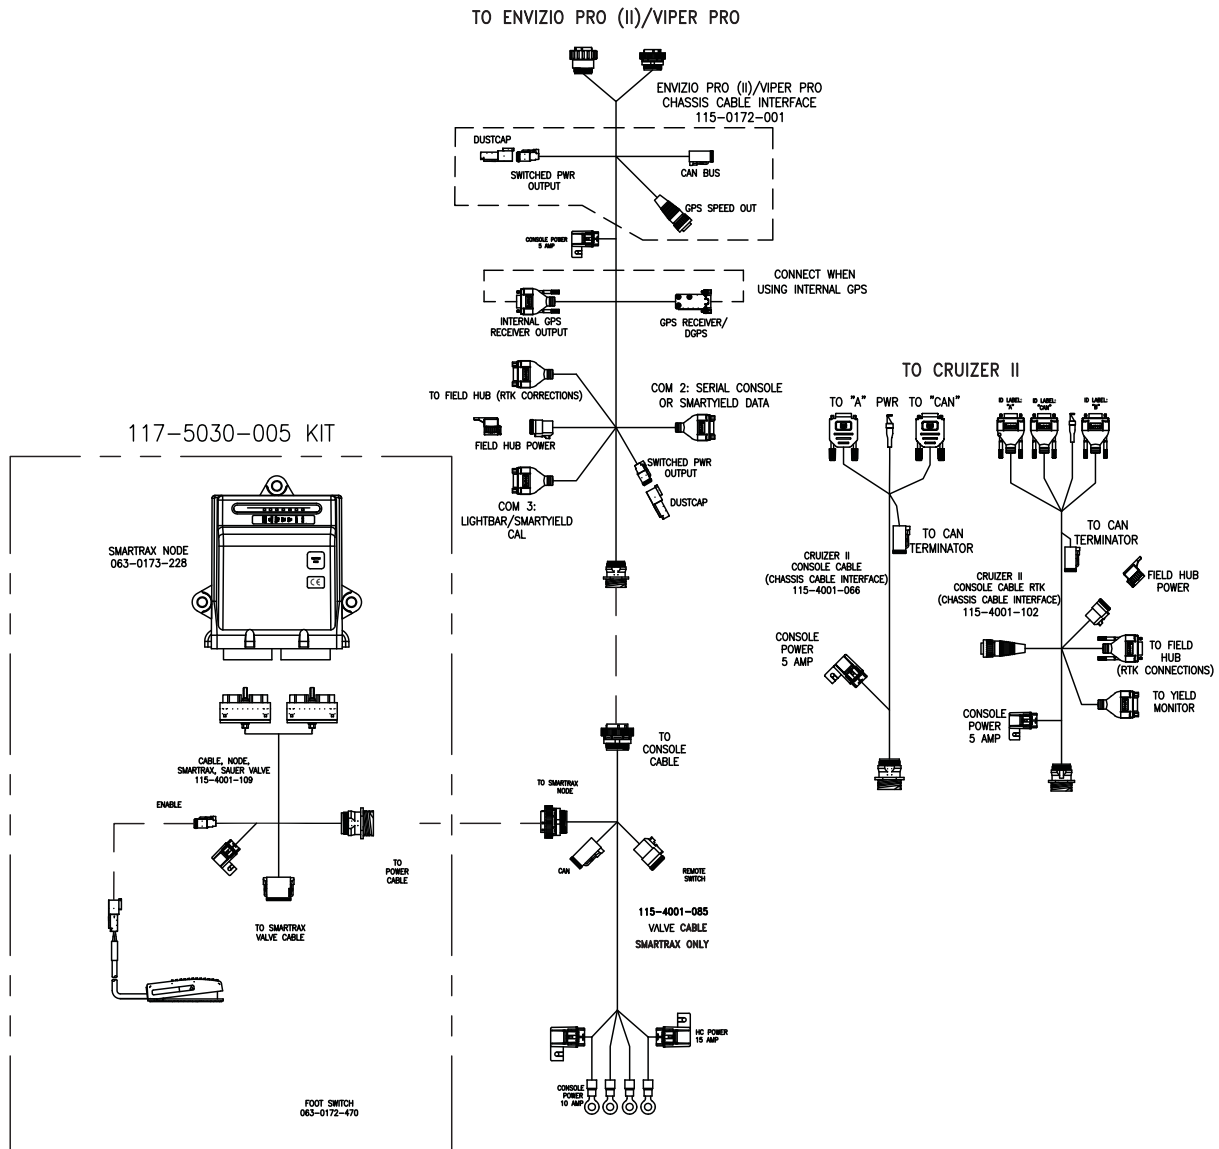 TO ENVIZIO PRO (II)/VIPER PRO
ENVIZIO PRO (II)/VIPER PRO
CHASSIS CABLE INTERFACE
115-0172-001
DUSTCAP
SWITCHED PWR
OUTPUT
CAN BUS
GPS SPEED OUT
CONSOLE POWER
5 AMP
CONNECT WHEN
USING INTERNAL GPS
INTERNAL GPS
RECEIVER OUTPUT
GPS RECEIVER/
DGPS
TO FIELD HUB (RTK CORRECTIONS)
COM 2: SERIAL CONSOLE
OR SMARTYIELD DATA
FIELD HUB POWER
SWITCHED PWR
OUTPUT
DUSTCAP
COM 3:
LIGHTBAR/SMARTYIELD
CAL
TO CRUIZER II
TO "A" PWR TO "CAN"
ID LABEL:
"A"
ID LABEL:
"CAN"
ID LABEL:
"B"
TO CAN
TERMINATOR
CRUIZER II
CONSOLE CABLE
(CHASSIS CABLE INTERFACE)
115-4001-066
CONSOLE
POWER
5 AMP
TO CAN
TERMINATOR
CRUIZER II
CONSOLE CABLE RTK
(CHASSIS CABLE INTERFACE)
115-4001-102
FIELD HUB
POWER
TO FIELD
HUB
(RTK CONNECTIONS)
TO YIELD
MONITOR
CONSOLE
POWER
5 AMP
117-5030-005 KIT
SMARTRAX NODE
063-0173-228
CE
CABLE, NODE,
SMARTRAX, SAUER VALVE
115-4001-109
ENABLE
TO
POWER
CABLE
TO SMARTRAX
VALVE CABLE
FOOT SWITCH
063-0172-470
TO
CONSOLE
CABLE
TO SMARTRAX
NODE
CAN
REMOTE
SWITCH
115-4001-085
VALVE CABLE
SMARTRAX ONLY
HC POWER
15 AMP
CONSOLE
POWER
10 AMP